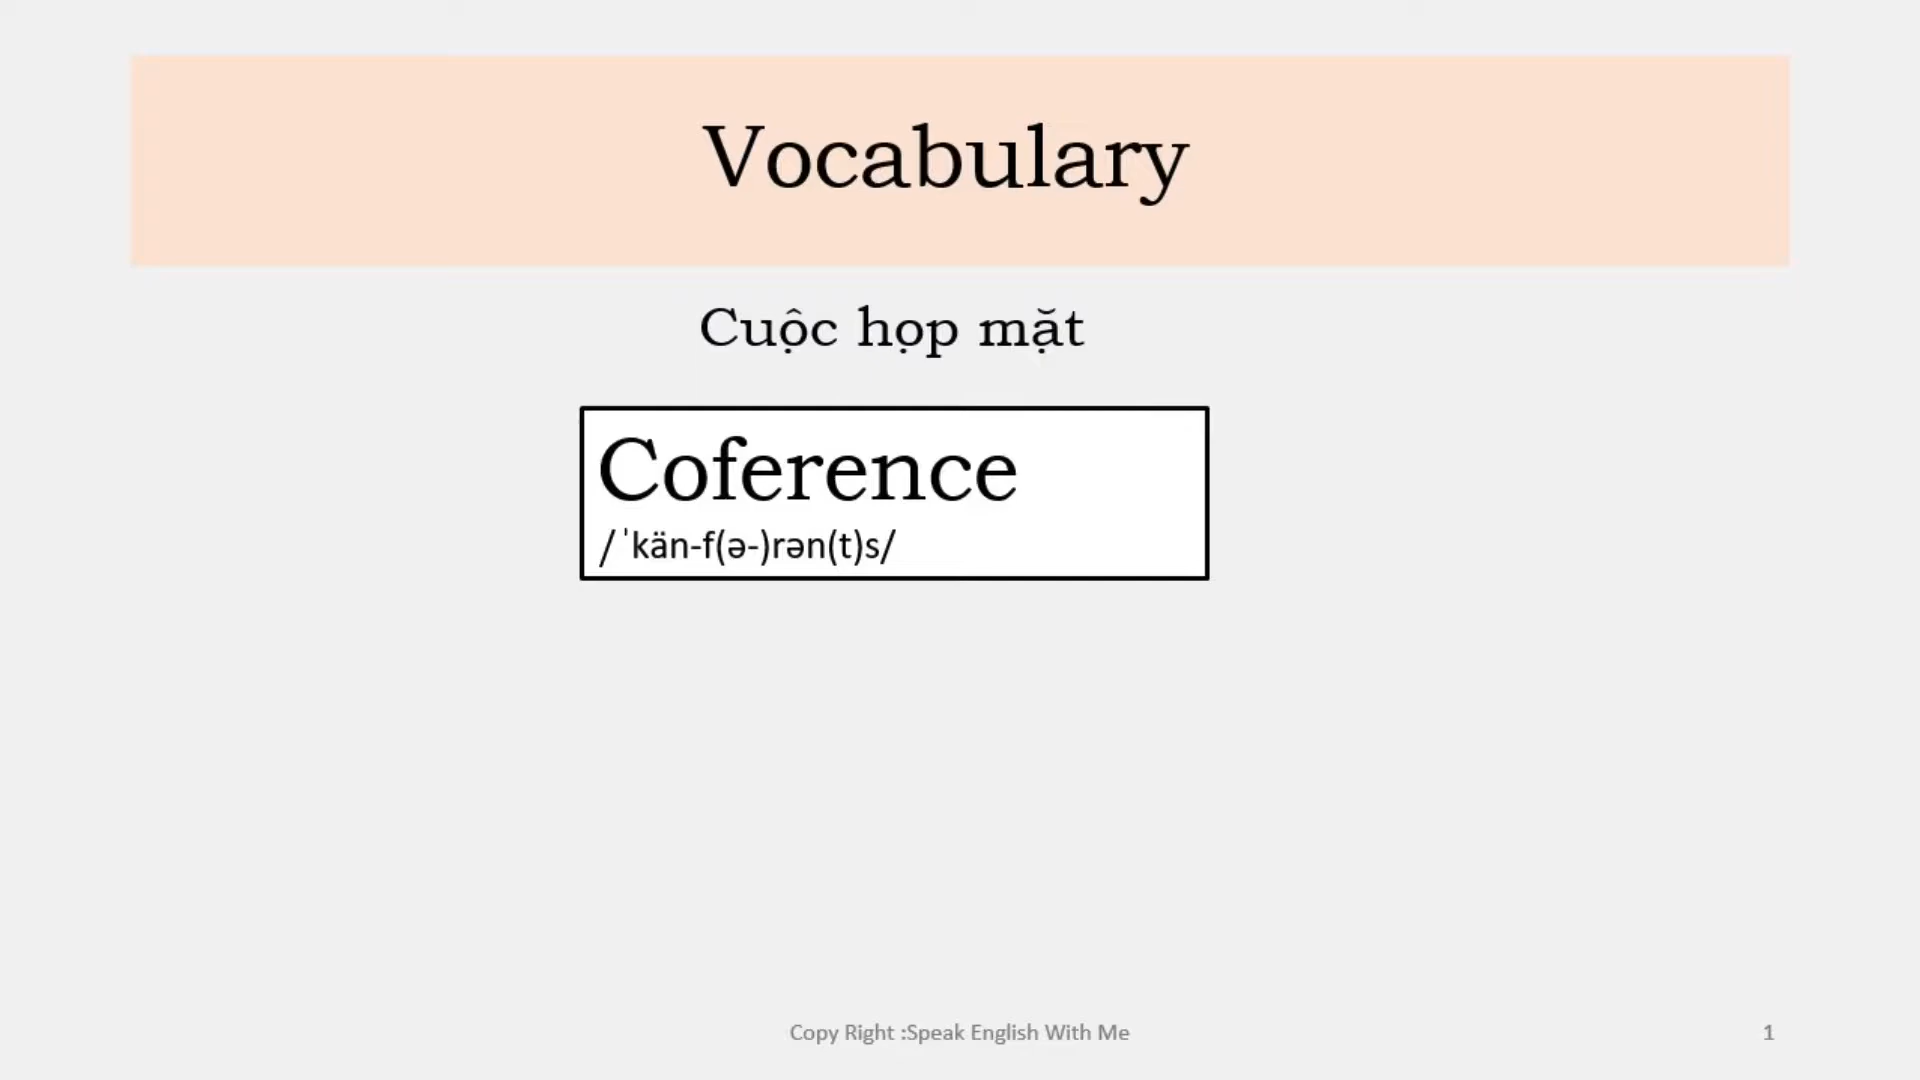 Vocabulary
Cuộc họp mặt
Coference
/ˈkän-f(ə-)rən(t)s/
Copy Right :Speak English With Me
1